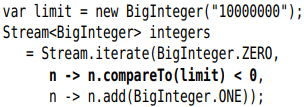 var limit = new BigInteger("10000000");
Stream<BigInteger> integers
= Stream.iterate(BigInteger.ZERO,
n -> n.compareTo(limit) < 0,
n -> n.add(BigInteger.ONE));